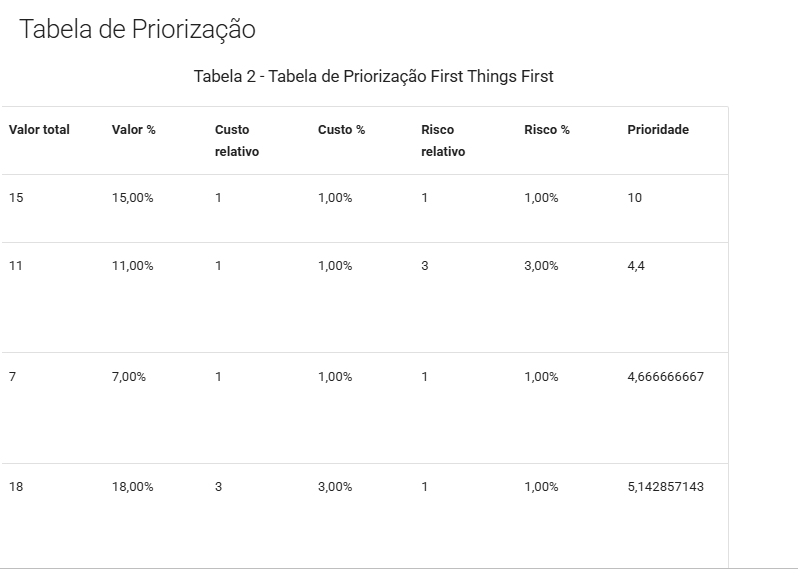 Tabela de Priorização
Tabela 2 - Tabela de Priorização First Things First
Valor total Valor % Custo relativo Custo % Risco relativo Risco % Prioridade
15 15,00% 1 1,00% 1 1,00% 10
11 11,00% 1 1,00% 3 3,00% 4,4
7 7,00% 1 1,00% 1 1,00% 4,666666667
18 18,00% 3 3,00% 1 1,00% 5,142857143